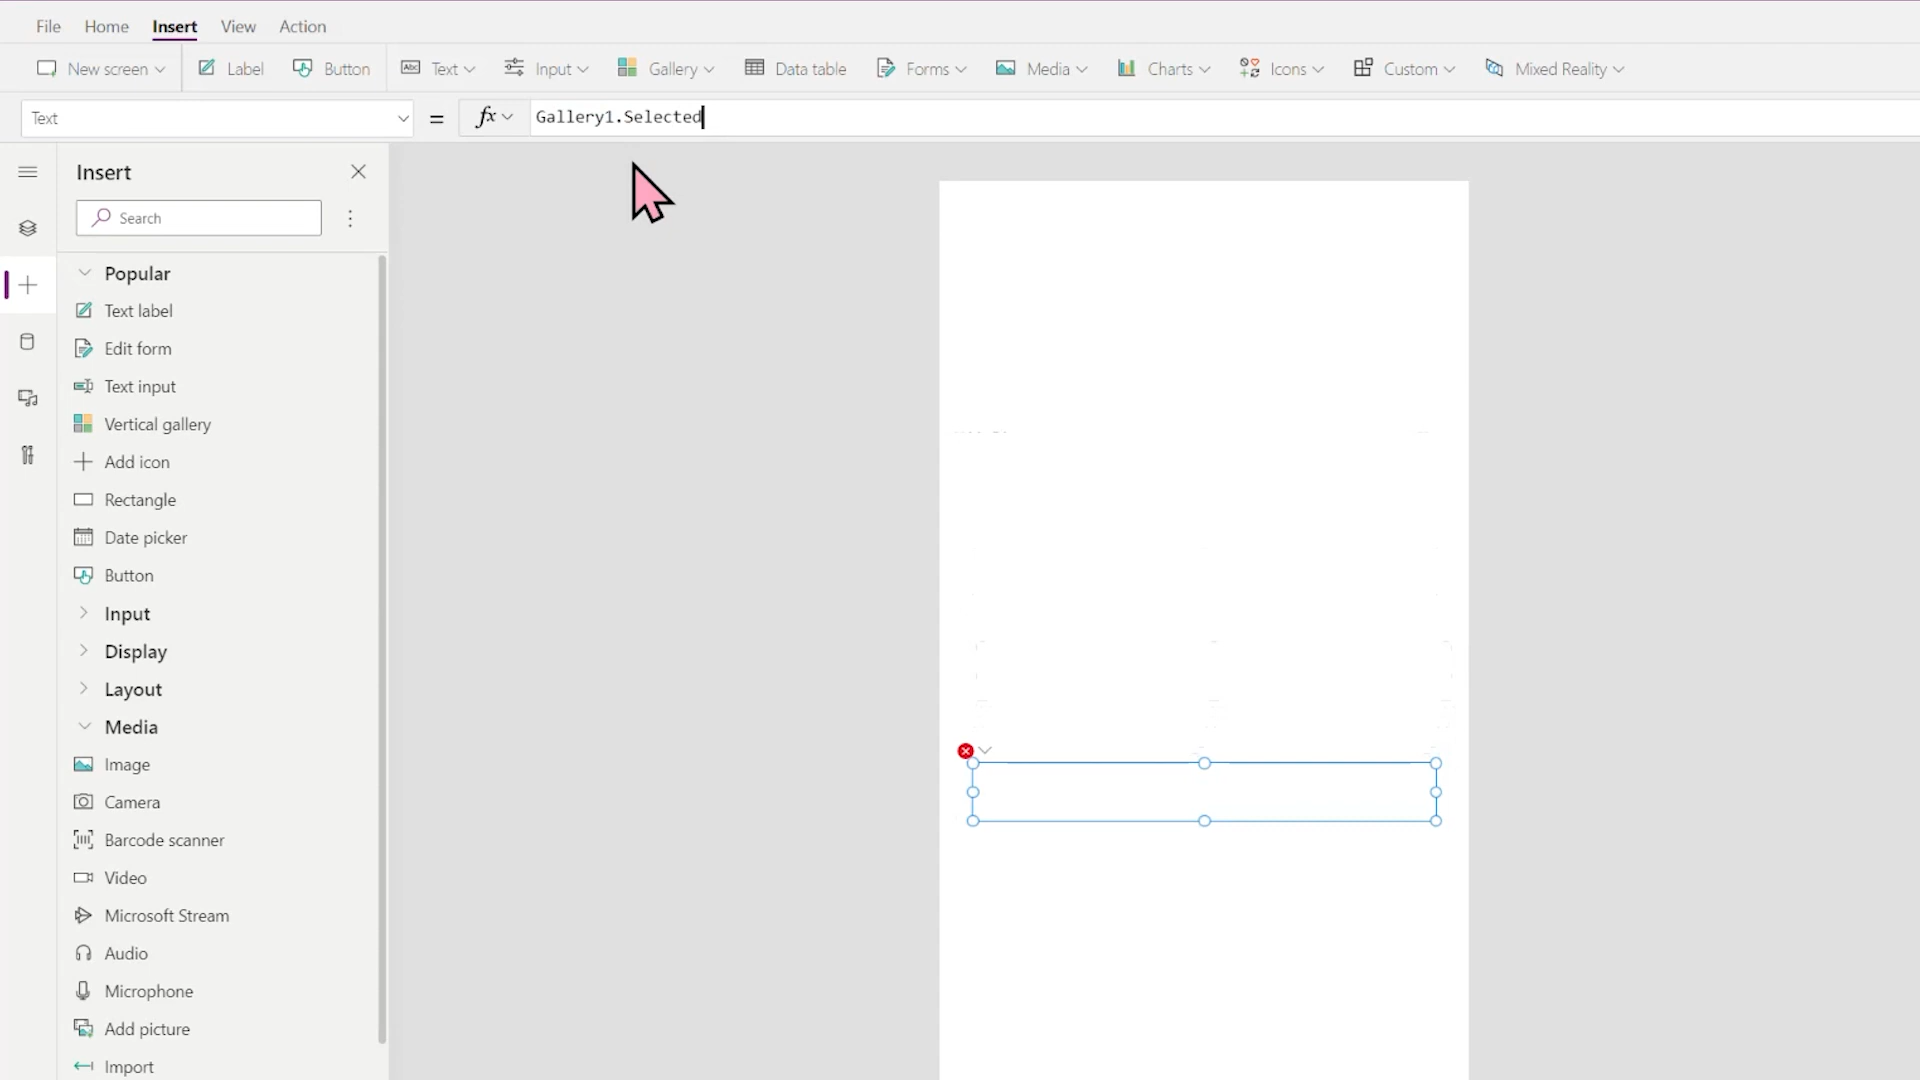 File Home Insert View Action
New screen Label Button Text Input Gallery Data table Forms Media Charts Icons Custom Mixed Reality
Text = fx Gallery1.Selected
Insert
Search
Popular
Text label
Edit form
Text input
Vertical gallery
Add icon
Rectangle
Date picker
Button
Input
Display
Layout
Media
Image
Camera
Barcode scanner
Video
Microsoft Stream
Audio
Microphone
Add picture
Import